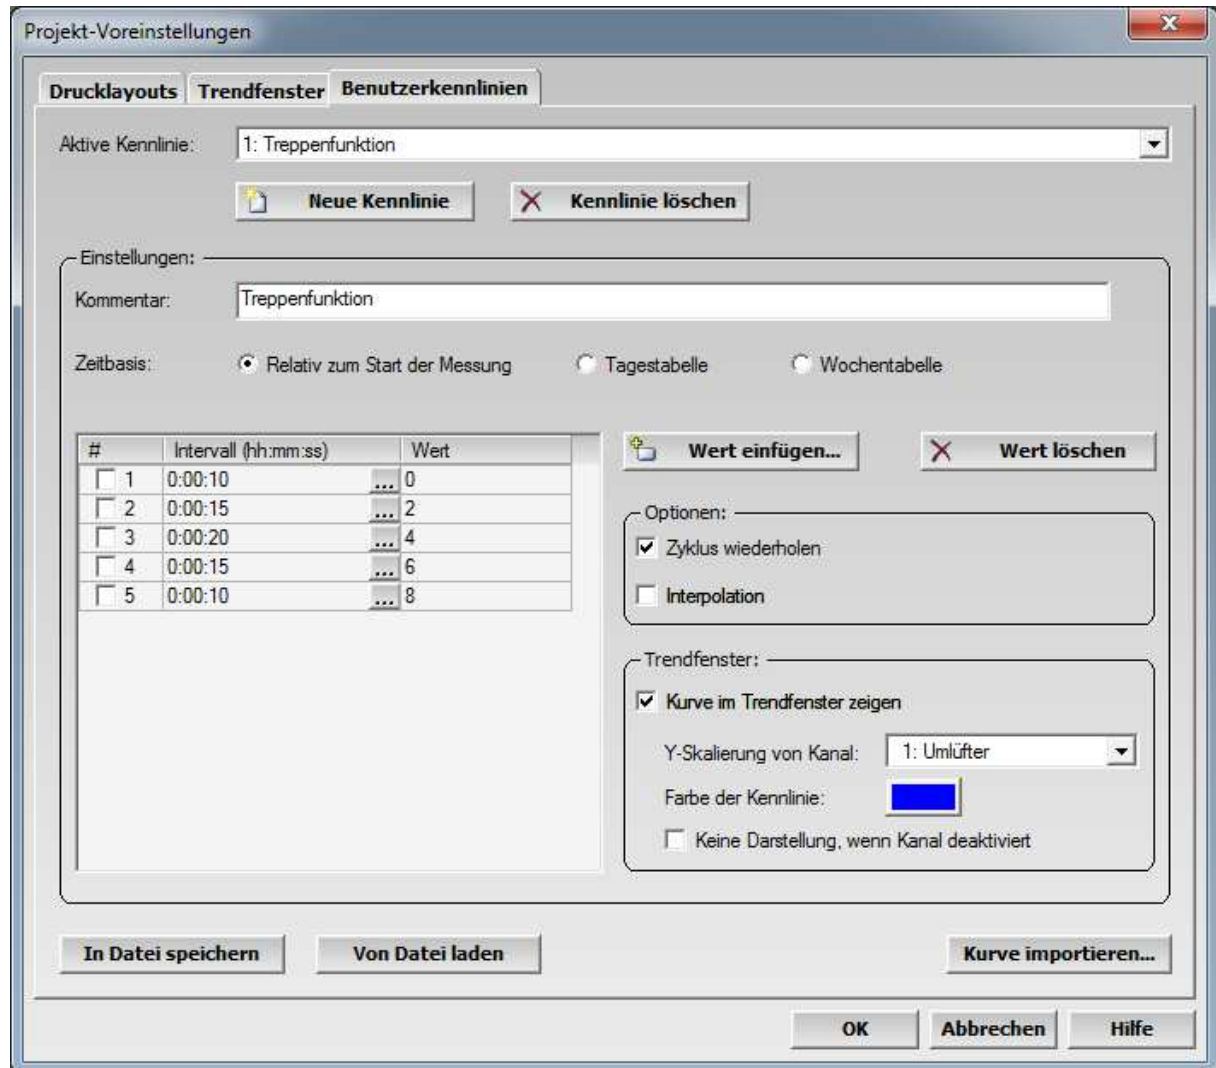 Projekt-Voreinstellungen
Drucklayouts Trendfenster Benutzerkennlinien
Aktive Kennlinie: 1: Treppenfunktion
Neue Kennlinie Kennlinie löschen
Einstellungen:
Kommentar: Treppenfunktion
Zeitbasis: Relativ zum Start der Messung Tagestabelle Wochentabelle
# Intervall (hh:mm:ss) Wert
1 0:00:10 ... 0
2 0:00:15 ... 2
3 0:00:20 ... 4
4 0:00:15 ... 6
5 0:00:10 ... 8
Wert einfügen... Wert löschen
Optionen:
Zyklus wiederholen
Interpolation
Trendfenster:
Kurve im Trendfenster zeigen
Y-Skalierung von Kanal: 1: Umlüfter
Farbe der Kennlinie:
Keine Darstellung, wenn Kanal deaktiviert
In Datei speichern Von Datei laden Kurve importieren...
OK Abbrechen Hilfe